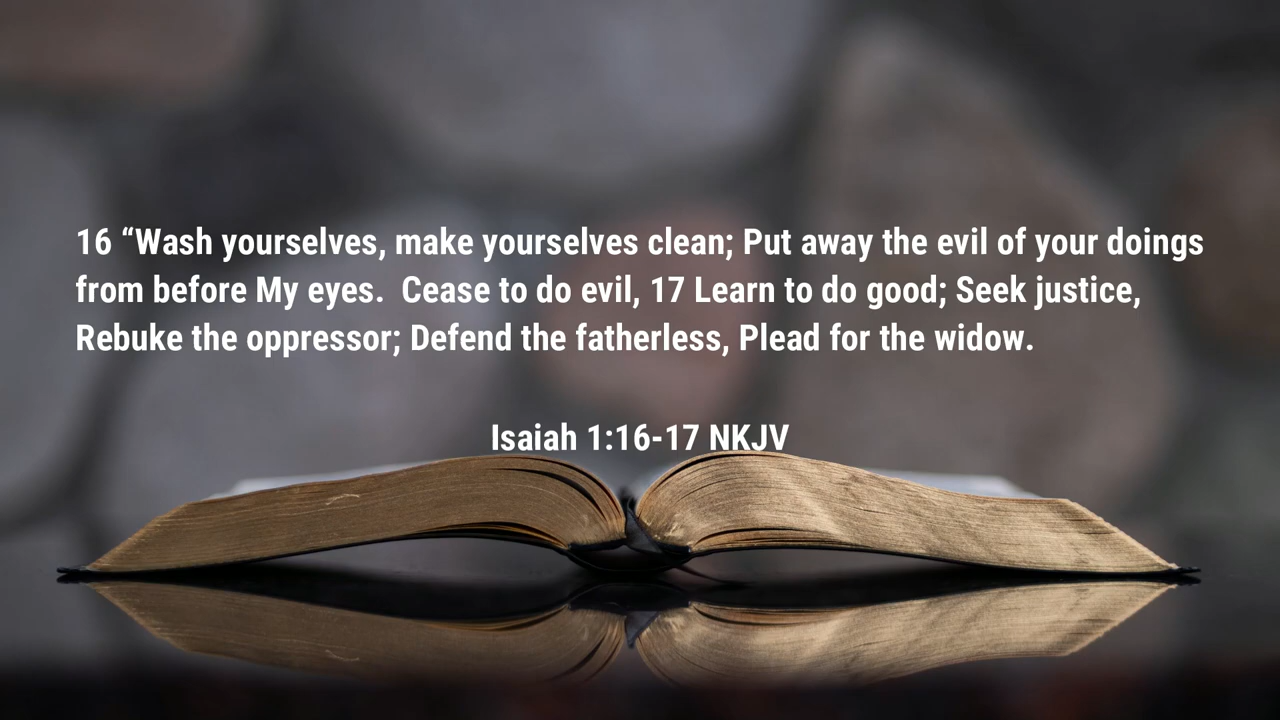 16 “Wash yourselves, make yourselves clean; Put away the evil of your doings
from before My eyes.  Cease to do evil, 17 Learn to do good; Seek justice,
Rebuke the oppressor; Defend the fatherless, Plead for the widow.
Isaiah 1:16-17 NKJV